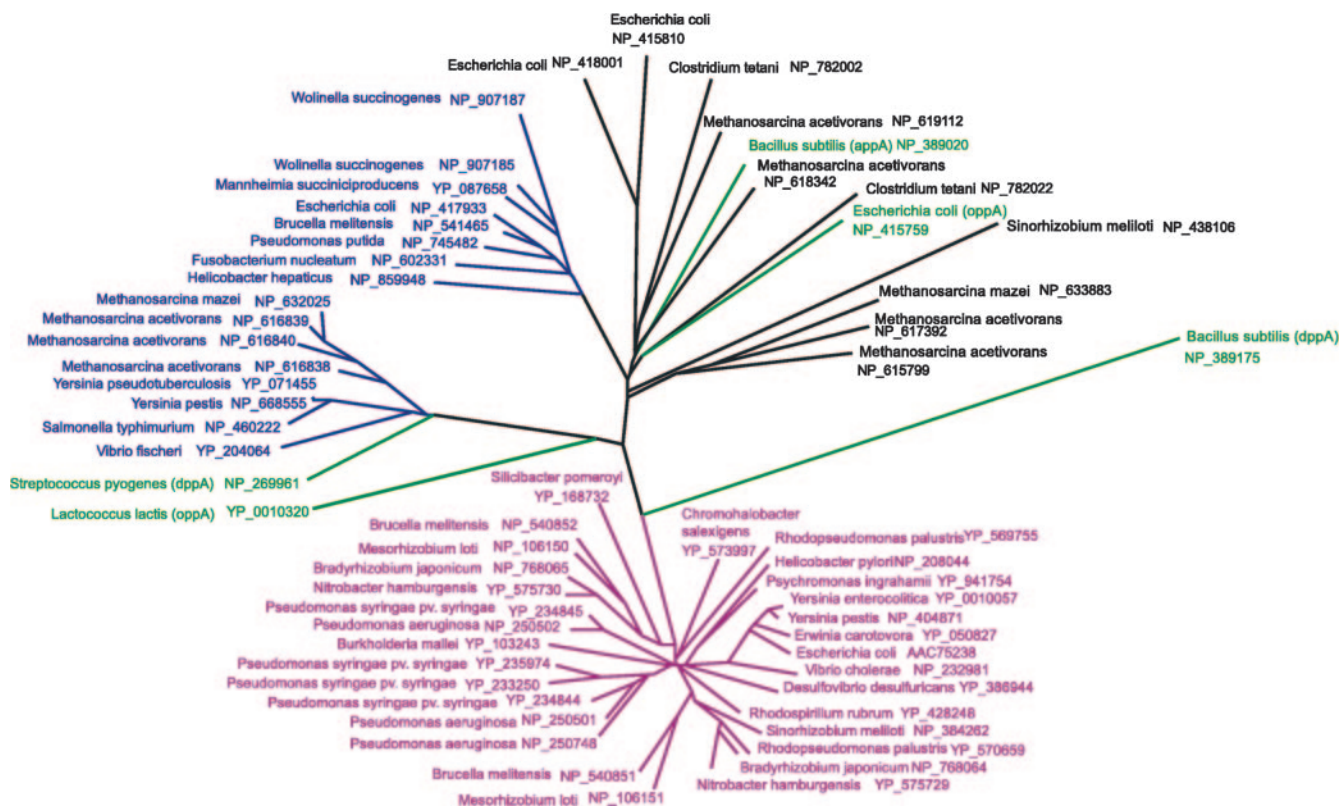 Escherichia coli
NP_415810
Escherichia coli NP_418001
Clostridium tetani NP_782002
Wolinella succinogenes NP_907187
Methanosarcina acetivorans NP_619112
Bacillus subtilis (appA) NP_389020
Methanosarcina acetivorans
NP_618342
Clostridium tetani NP_782022
Escherichia coli (oppA)
NP_415759
Sinorhizobium meliloti NP_438106
Wolinella succinogenes NP_907185
Mannheimia succiniciproducens YP_087658
Escherichia coli NP_417933
Brucella melitensis NP_541465
Pseudomonas putida NP_745482
Fusobacterium nucleatum NP_602331
Helicobacter hepaticus NP_859948
Methanosarcina mazei NP_632025
Methanosarcina acetivorans NP_616839
Methanosarcina acetivorans NP_616840
Methanosarcina acetivorans NP_616838
Yersinia pseudotuberculosis YP_071455
Yersinia pestis NP_668555
Salmonella typhimurium NP_460222
Vibrio fischeri YP_204064
Methanosarcina mazei NP_633883
Methanosarcina acetivorans
NP_617392
Methanosarcina acetivorans
NP_615799
Bacillus subtilis (dppA)
NP_389175
Streptococcus pyogenes (dppA) NP_269961
Lactococcus lactis (oppA) YP_0010320
Silicibacter pomeroyi
YP_168732
Brucella melitensis NP_540852
Mesorhizobium loti NP_106150
Bradyrhizobium japonicum NP_768065
Nitrobacter hamburgensis YP_575730
Pseudomonas syringae pv. syringae YP_234845
Pseudomonas aeruginosa NP_250502
Burkholderia mallei YP_103243
Pseudomonas syringae pv. syringae YP_235974
Pseudomonas syringae pv. syringae YP_233250
Pseudomonas syringae pv. syringae YP_234844
Pseudomonas aeruginosa NP_250501
Pseudomonas aeruginosa NP_250748
Brucella melitensis NP_540851
Mesorhizobium loti NP_106151
Chromohalobacter
salexigens
YP_573997
Rhodopseudomonas palustris YP_569755
Helicobacter pylori NP_208044
Psychromonas ingrahamii YP_941754
Yersinia enterocolitica YP_0010057
Yersinia pestis NP_404871
Erwinia carotovora YP_050827
Escherichia coli AAC75238
Vibrio cholerae NP_232981
Desulfovibrio desulfuricans YP_386944
Rhodospirillum rubrum YP_428248
Sinorhizobium meliloti NP_384262
Rhodopseudomonas palustris YP_570659
Bradyrhizobium japonicum NP_768064
Nitrobacter hamburgensis YP_575729